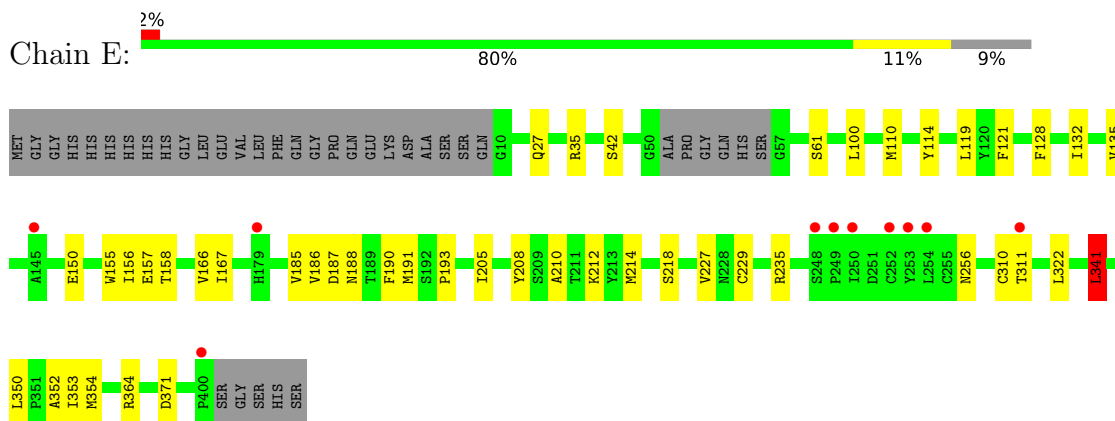 2%
Chain E:
80% 11% 9%
MET GLY GLY HIS HIS HIS HIS HIS HIS GLY LEU GLU VAL LEU PHE GLN GLY PRO GLN GLU LYS ASP ALA SER SER GLN G10 Q27 R35 S42 G50 ALA PRO GLY GLN HIS SER G57 S61 L100 M110 Y114 L119 Y120 F121 F128 I132
A145 E150 W155 I156 E157 T158 V166 I167 H179 V185 V186 D187 N188 T189 F190 M191 S192 P193 I205 Y208 S209 A210 T211 K212 Y213 M214 S218 V227 N228 C229 R235 S248 P249 I250 D251 C252 Y253 L254 C255 N256 C310 T311 L322 L341
L350 P351 A352 I353 M354 R364 D371 P400 SER GLY SER HIS SER